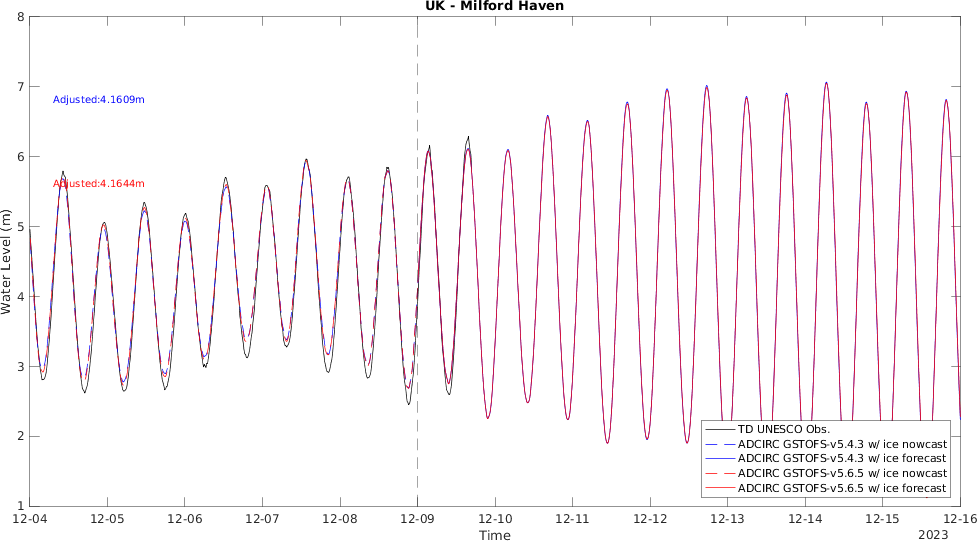 UK - Milford Haven
8
7
6
5
4
3
2
1
Water Level (m)
Adjusted:4.1609m
Adjusted:4.1644m
TD UNESCO Obs.
ADCIRC GSTOFS-v5.4.3 w/ ice nowcast
ADCIRC GSTOFS-v5.4.3 w/ ice forecast
ADCIRC GSTOFS-v5.6.5 w/ ice nowcast
ADCIRC GSTOFS-v5.6.5 w/ ice forecast
12-04 12-05 12-06 12-07 12-08 12-09 12-10 12-11 12-12 12-13 12-14 12-15 12-16
Time
2023